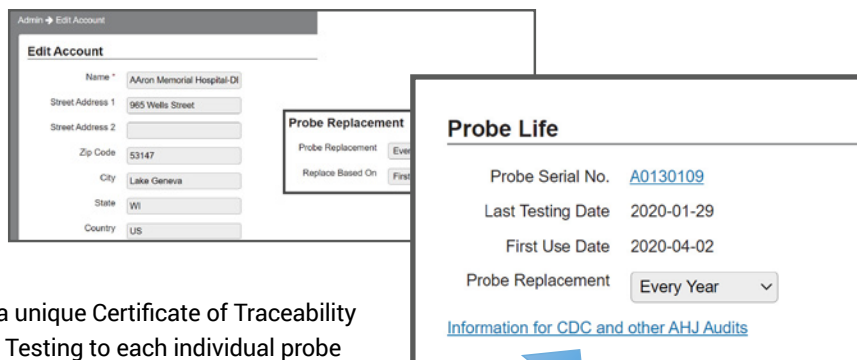 Admin → Edit Account
Edit Account
Name * AAron Memorial Hospital-DI
Street Address 1 965 Wells Street
Street Address 2
Zip Code 53147
City Lake Geneva
State WI
Country US
Probe Replacement
Probe Replacement
Replace Based On First
Probe Life
Probe Serial No. A0130109
Last Testing Date 2020-01-29
First Use Date 2020-04-02
Probe Replacement Every Year
Information for CDC and other AHJ Audits
a unique Certificate of Traceability
Testing to each individual probe